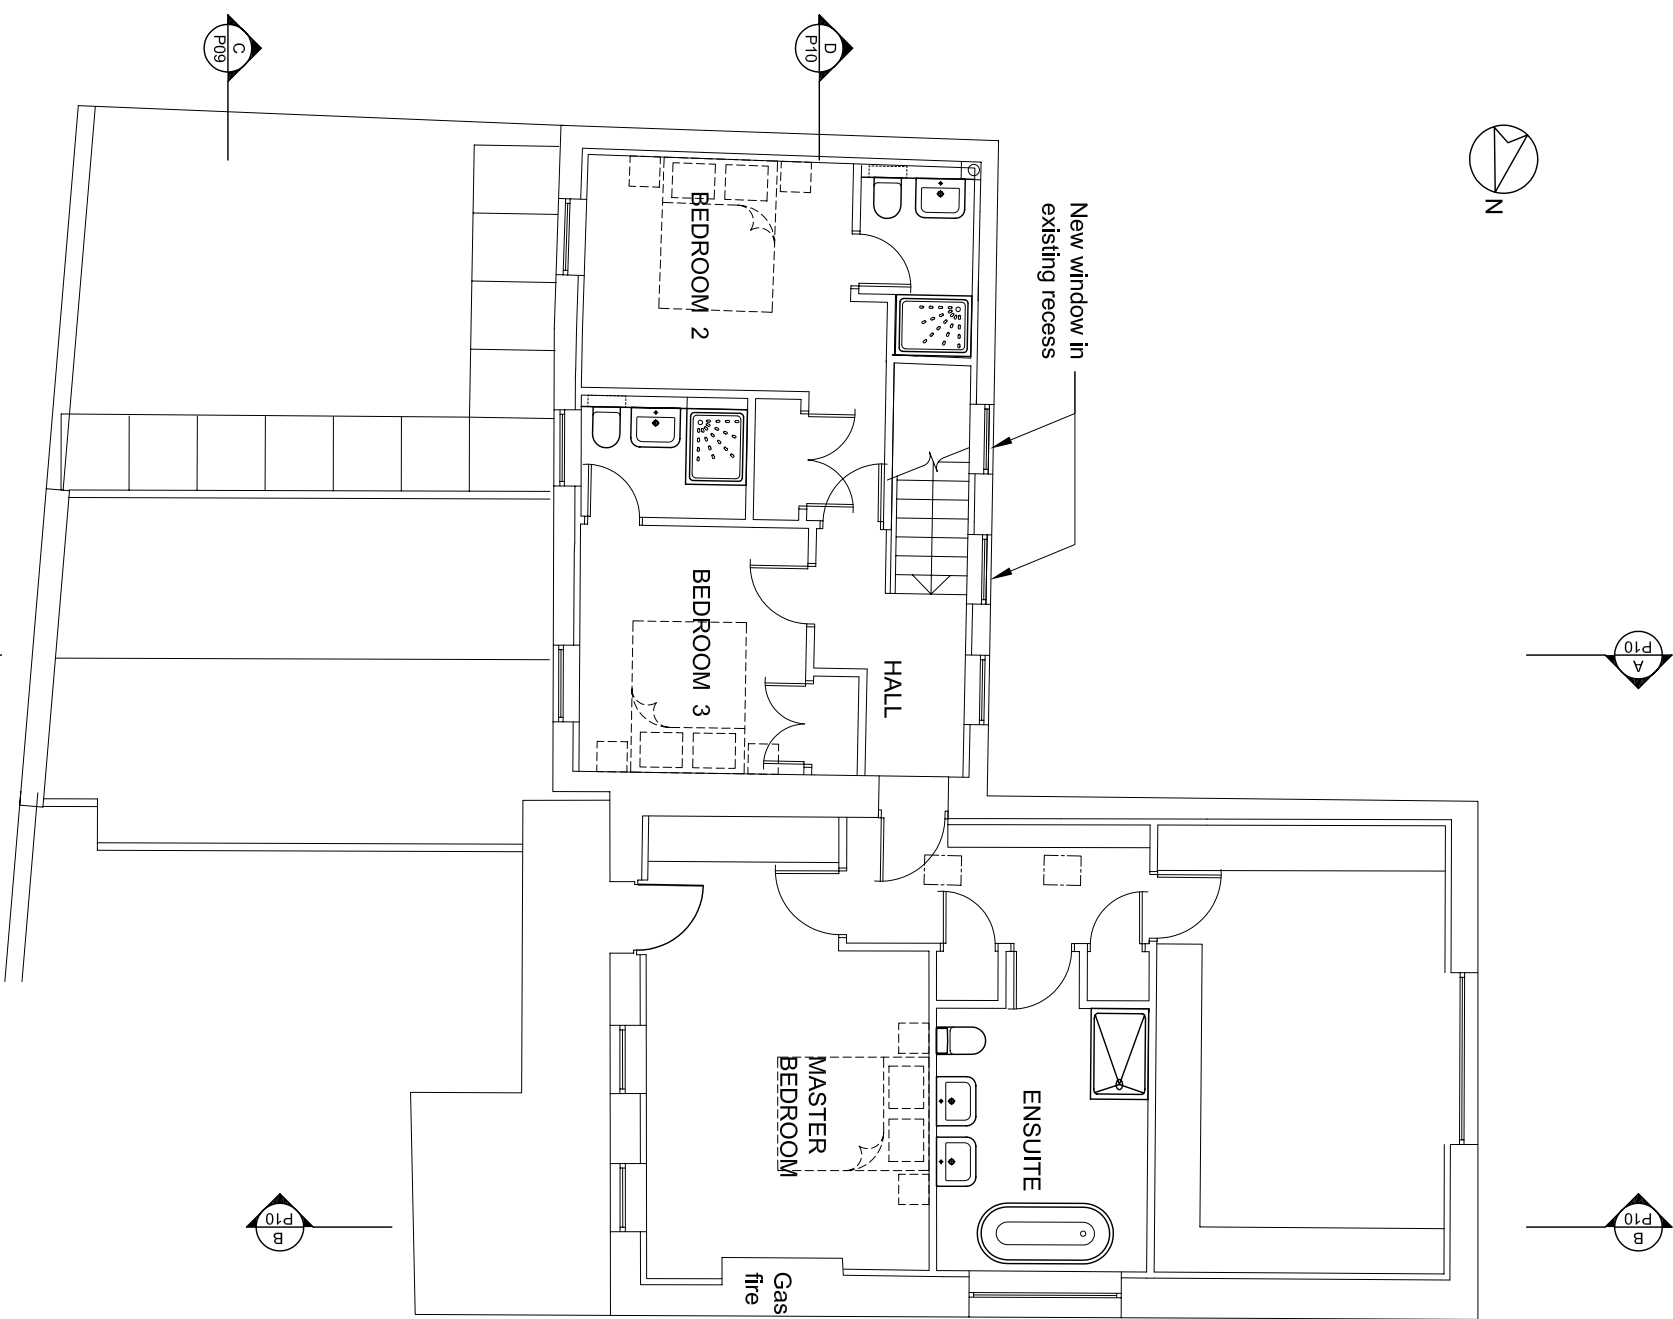 C
P09
D
P10
N
New window in
existing recess
A
P10
BEDROOM 2
BEDROOM 3
HALL
MASTER
BEDROOM
ENSUITE
Gas
fire
B
P10
B
P10